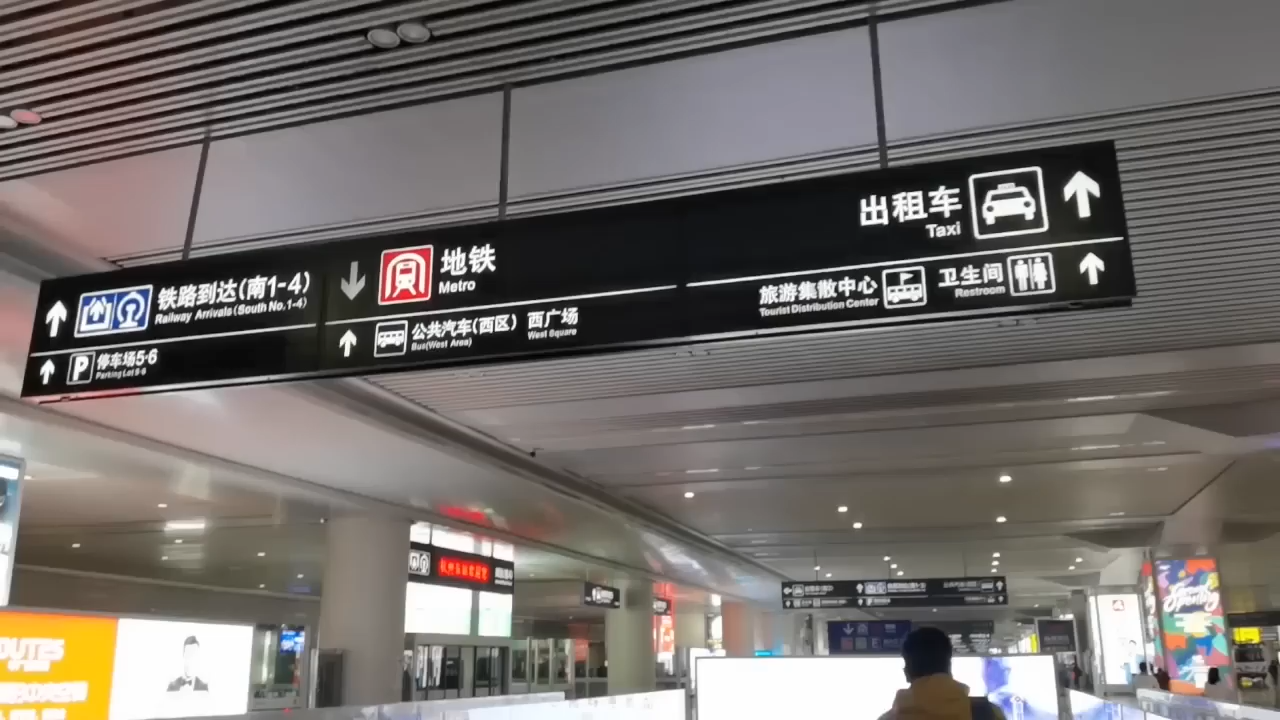 铁路到达(南1-4)
Railway Arrivals(South No.1-4)
P 停车场5-6
Parking Lot 5-6
地铁
Metro
公共汽车(西区) 西广场
Bus(West Area) West Square
出租车
Taxi
旅游集散中心 卫生间
Tourist Distribution Center Restroom